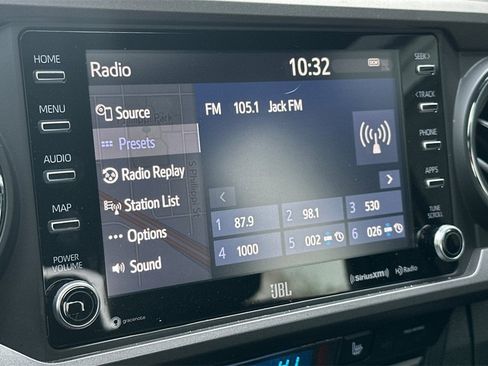 Radio
10:32
HOME
MENU
AUDIO
MAP
POWER
VOLUME
Source
Presets
Radio Replay
Station List
Options
Sound
FM 105.1 Jack FM
1 87.9
2 98.1
3 530
4 1000
5 002
6 026
SEEK>
<TRACK
PHONE
APPS
TUNE
SCROLL
gracenote
JBL
SiriusXM
HD Radio